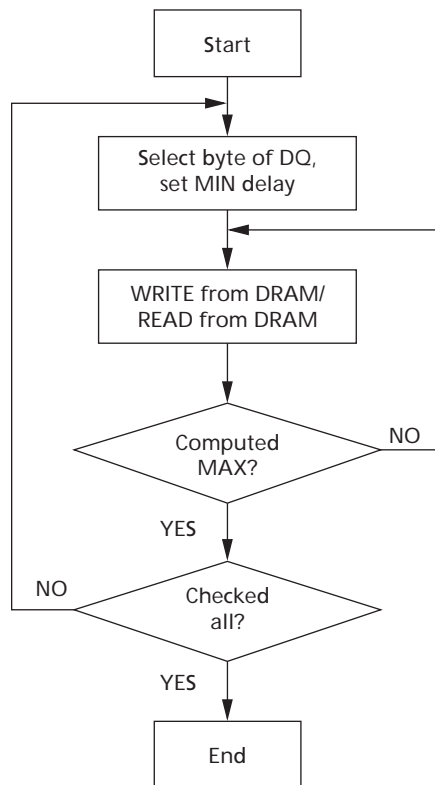 Start
Select byte of DQ,
set MIN delay
WRITE from DRAM/
READ from DRAM
Computed
MAX?
NO
YES
NO
Checked
all?
YES
End